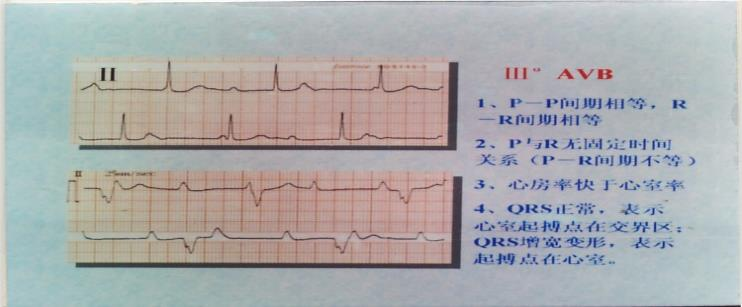 II
III° AVB
1、P－P间期相等，R
－R间期相等
2、P与R无固定时间
关系（P－R间期不等）
3、心房率快于心室率
4、QRS正常，表示
心室起搏点在交界区；
QRS增宽变形，表示
起搏点在心室。
II
25mm/sec